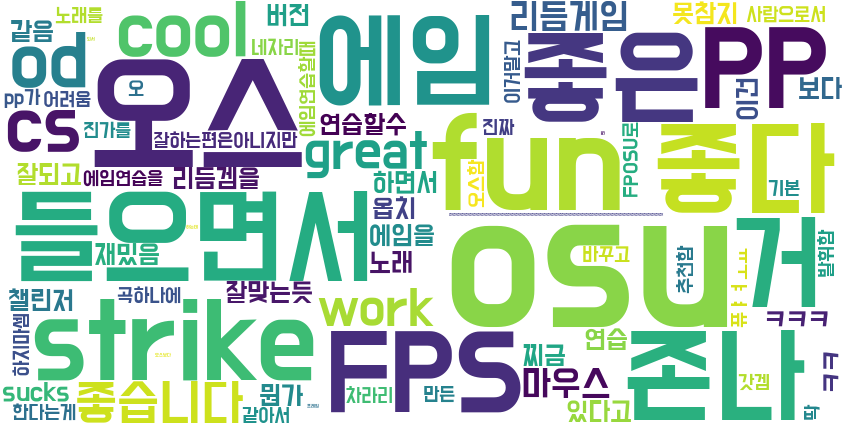 노래를
cool
버전
에임
리듬게임
못참지
사람으로서
같음
네자리
od
오스
좋은
PP
이거말고
이건
보다
pp가
어려움
오
에임연습할때
cs
진가를
잘하는편은아니지만
연습할수
진짜
great
fun
좋다
FPOSU로
잘되고
에임연습을
리듬겜을
하면서
오스함
기본
들으면서
옵치
에임을
노래
재밌음
osu
거
바꾸고
추천함
발휘함
챌린저
곡하나에
잘맞는듯
work
ㅋㅋㅋ
하지마셈
strike
FPS
연습
찌금
마우스
존나
갓겜
ㅋㅋ
sucks
좋습니다
뭔가
차라리
만든
한다는게
같아서
있다고
딱